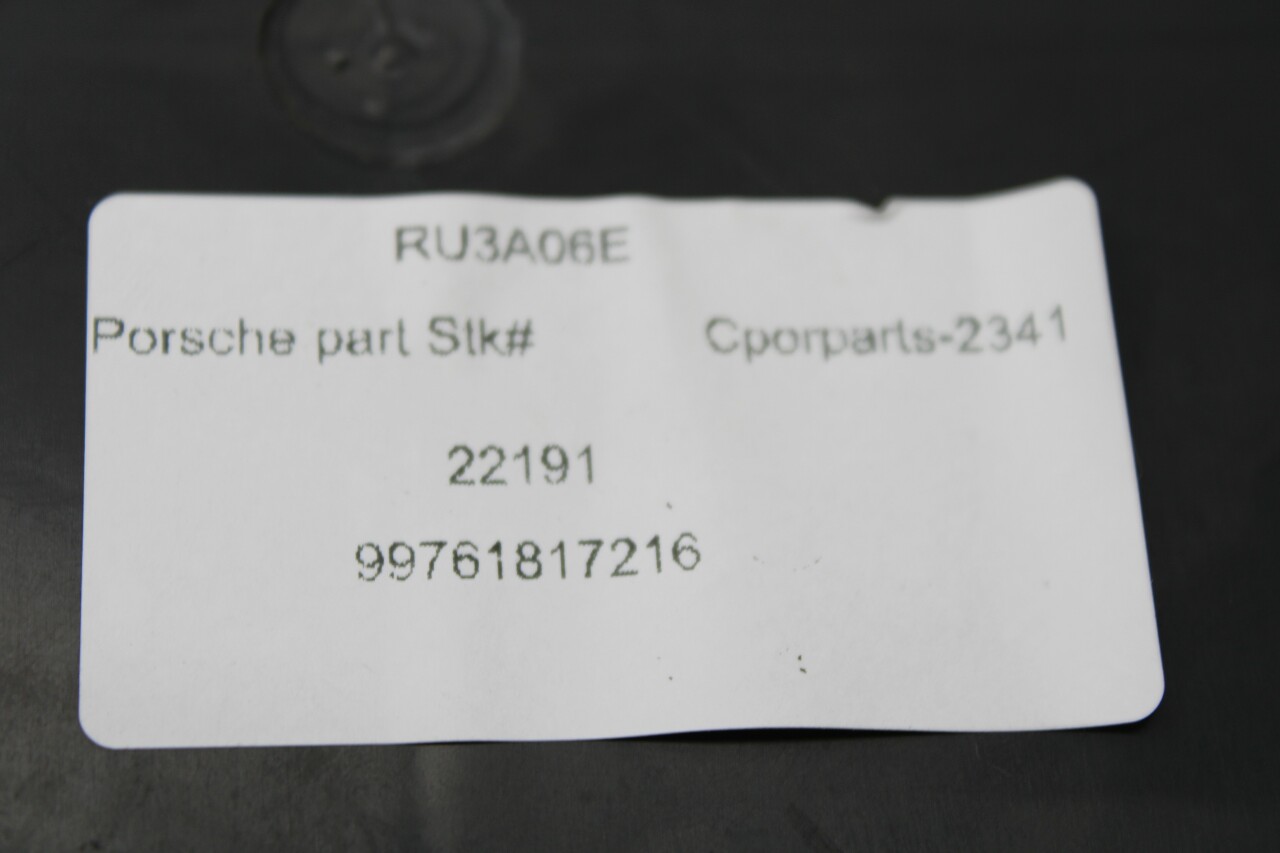 RU3A06E
Porsche part Stk# Cporparts-2341
22191
99761817216